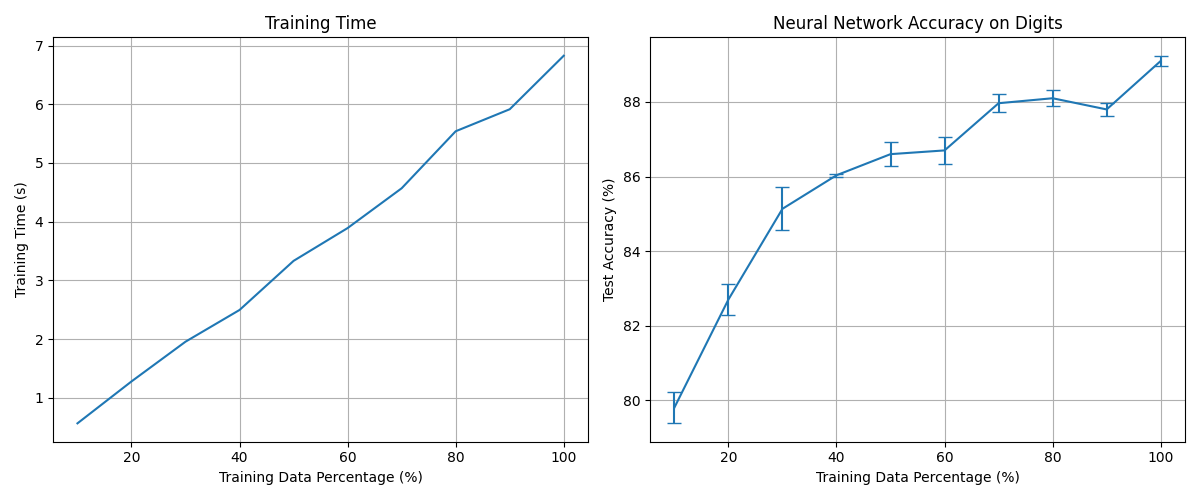 Training Time
7
6
5
4
3
2
1
Training Time (s)
20 40 60 80 100
Training Data Percentage (%)
Neural Network Accuracy on Digits
88
86
84
82
80
Test Accuracy (%)
20 40 60 80 100
Training Data Percentage (%)